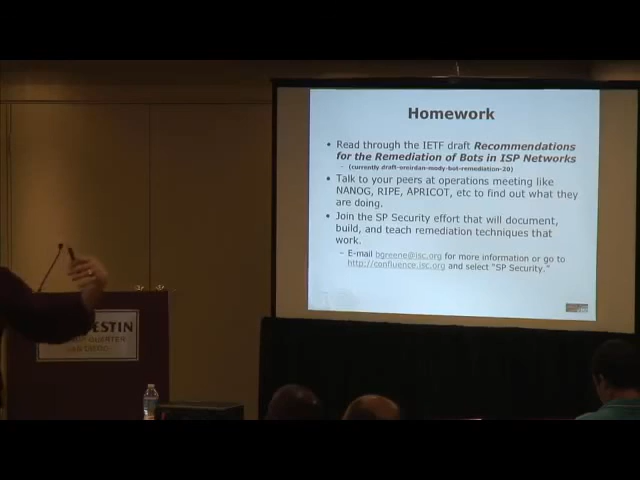 Homework
• Read through the IETF draft Recommendations
for the Remediation of Bots in ISP Networks
– (currently draft-oreirdan-mody-bot-remediation-20)
• Talk to your peers at operations meeting like
NANOG, RIPE, APRICOT, etc to find out what they
are doing.
• Join the SP Security effort that will document,
build, and teach remediation techniques that
work.
– E-mail bgreene@isc.org for more information or go to
http://confluence.isc.org and select "SP Security."
ESTIN
QUARTER